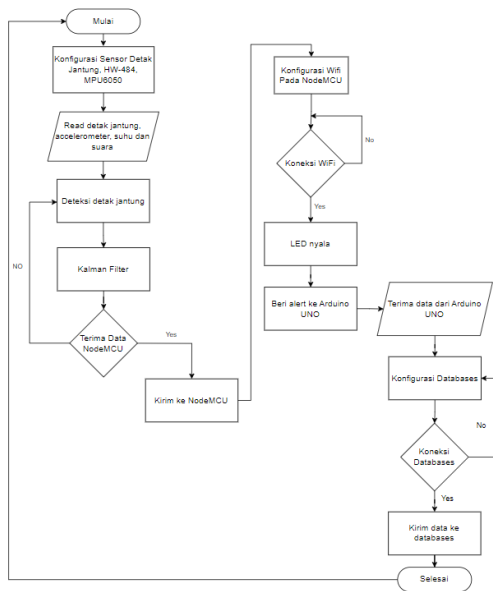 Mulai
Konfigurasi Sensor Detak
Jantung, HW-484,
MPU6050
Read detak jantung,
accelerometer, suhu dan
suara
Deteksi detak jantung
NO
Kalman Filter
Terima Data
NodeMCU
Yes
Kirim ke NodeMCU
Konfigurasi Wifi
Pada NodeMCU
No
Koneksi WiFi
Yes
LED nyala
Beri alert ke Arduino
UNO
Terima data dari Arduino
UNO
Konfigurasi Databases
No
Koneksi
Databases
Yes
Kirim data ke
databases
Selesai